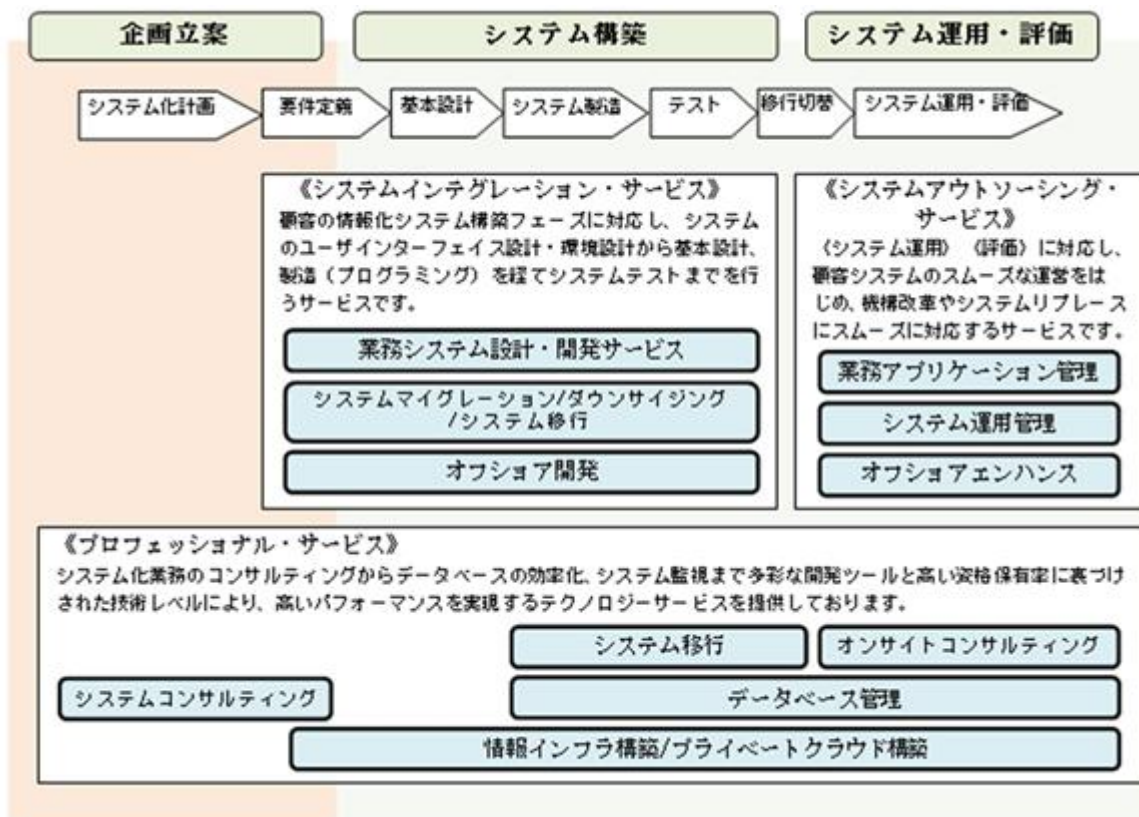 企画立案
システム構築
システム運用・評価
システム化計画
要件定義
基本設計
システム製造
テスト
移行切替
システム運用・評価
《システムインテグレーション・サービス》
顧客の情報化システム構築フェーズに対応し、システム
のユーザインターフェイス設計・環境設計から基本設計、
製造（プログラミング）を経てシステムテストまでを行
うサービスです。
業務システム設計・開発サービス
システムマイグレーション/ダウンサイジング
/システム移行
オフショア開発
《システムアウトソーシング・
サービス》
〈システム運用〉〈評価〉に対応し、
顧客システムのスムーズな運営をは
じめ、機構改革やシステムリプレース
にスムーズに対応するサービスです。
業務アプリケーション管理
システム運用管理
オフショアエンハンス
《プロフェッショナル・サービス》
システム化業務のコンサルティングからデータベースの効率化、システム監視まで多彩な開発ツールと高い資格保有率に裏づけ
された技術レベルにより、高いパフォーマンスを実現するテクノロジーサービスを提供しております。
システム移行
オンサイトコンサルティング
システムコンサルティング
データベース管理
情報インフラ構築/プライベートクラウド構築